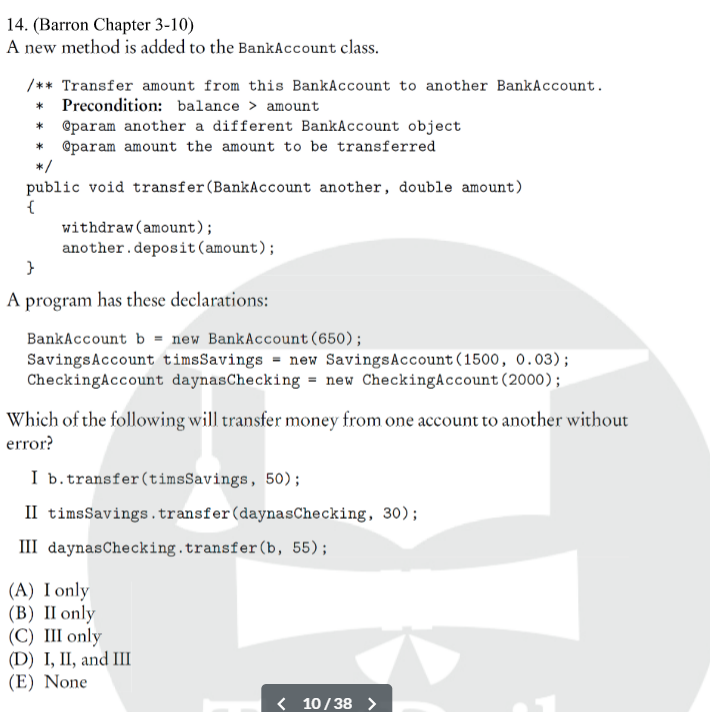 14. (Barron Chapter 3-10)
A new method is added to the BankAccount class.
/** Transfer amount from this BankAccount to another BankAccount.
* Precondition: balance > amount
* @param another a different BankAccount object
* @param amount the amount to be transferred
*/
public void transfer(BankAccount another, double amount)
{
withdraw(amount);
another.deposit(amount);
}
A program has these declarations:
BankAccount b = new BankAccount(650);
SavingsAccount timsSavings = new SavingsAccount(1500, 0.03);
CheckingAccount daynasChecking = new CheckingAccount(2000);
Which of the following will transfer money from one account to another without
error?
I b.transfer(timsSavings, 50);
II timsSavings.transfer(daynasChecking, 30);
III daynasChecking.transfer(b, 55);
(A) I only
(B) II only
(C) III only
(D) I, II, and III
(E) None
< 10/38 >